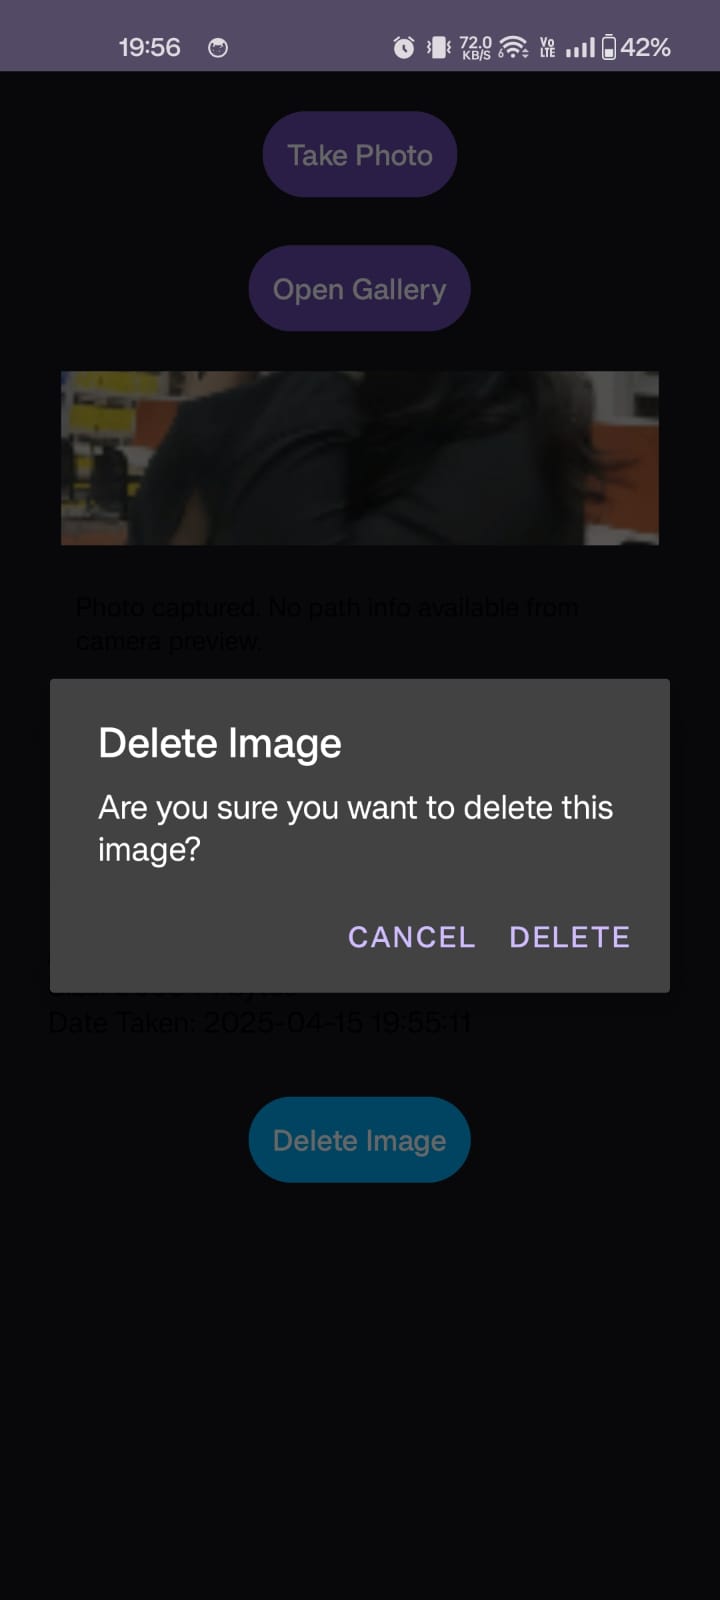 19:56
72.0
KB/S
6
Vo
LTE
42%
Take Photo
Open Gallery
Photo captured. No path info available from
camera preview.
Delete Image
Are you sure you want to delete this
image?
CANCEL DELETE
Date Taken: 2025-04-15 19:55:11
Delete Image